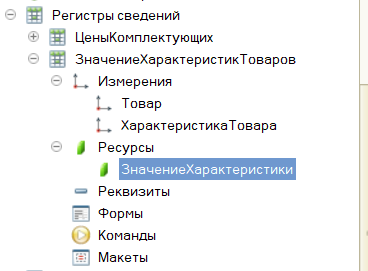 Регистры сведений
ЦеныКомплектующих
ЗначениеХарактеристикТоваров
Измерения
Товар
ХарактеристикаТовара
Ресурсы
ЗначениеХарактеристики
Реквизиты
Формы
Команды
Макеты